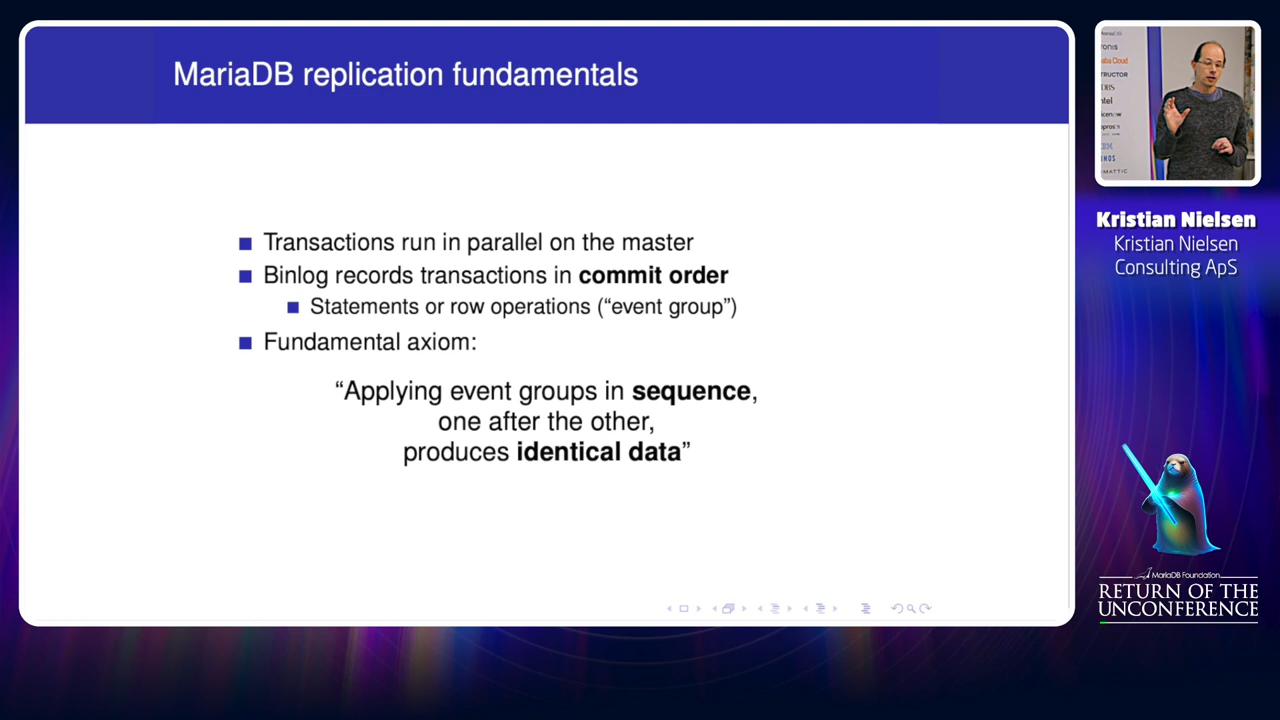 MariaDB replication fundamentals
Transactions run in parallel on the master
Binlog records transactions in commit order
Statements or row operations (“event group”)
Fundamental axiom:
“Applying event groups in sequence,
one after the other,
produces identical data”
Kristian Nielsen
Kristian Nielsen
Consulting ApS
MariaDB Foundation
RETURN OF THE
UNCONFERENCE